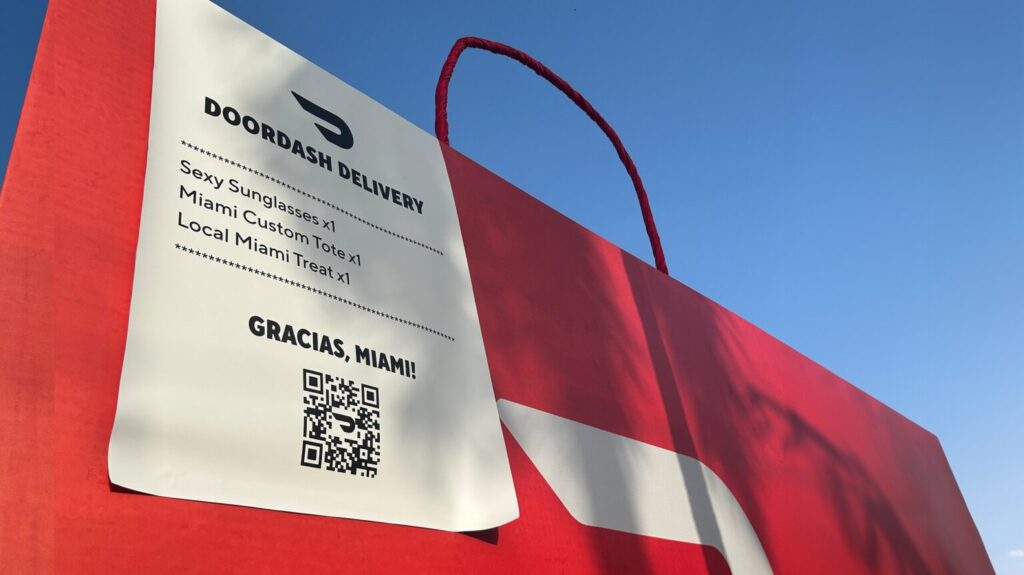 DOORDASH DELIVERY
**********************************************
Sexy Sunglasses x1
Miami Custom Tote x1
Local Miami Treat x1
**********************************************
GRACIAS, MIAMI!